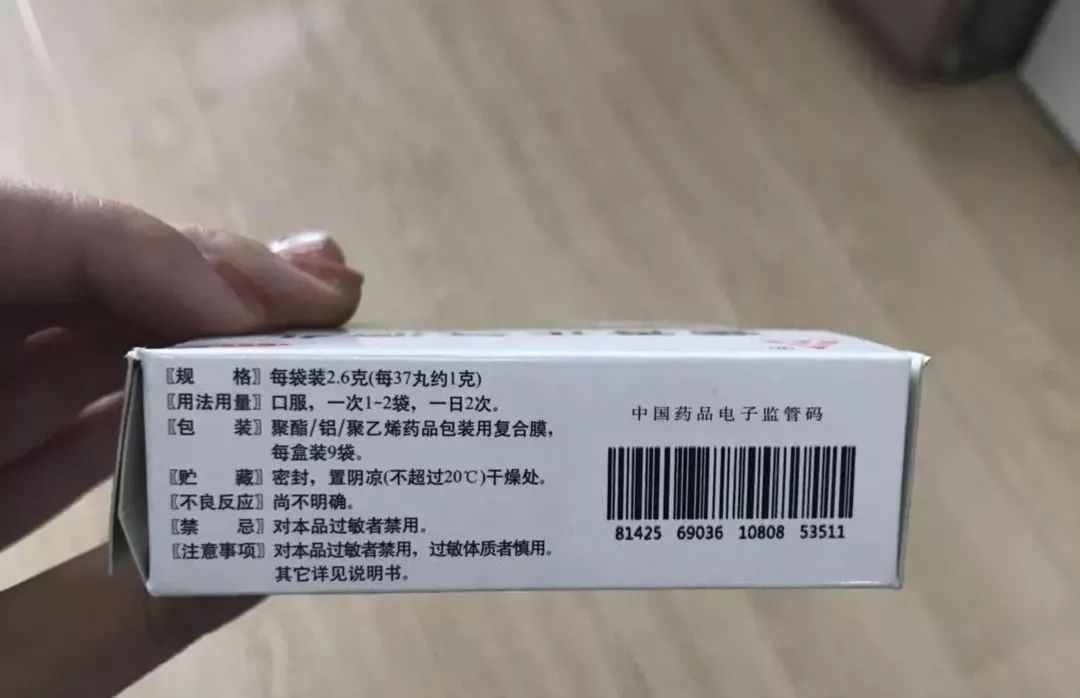 〖规　　格〗每袋装2.6克(每37丸约1克)
〖用法用量〗口服，一次1~2袋，一日2次。
〖包　　装〗聚酯/铝/聚乙烯药品包装用复合膜，
每盒装9袋。
〖贮　　藏〗密封，置阴凉(不超过20℃)干燥处。
〖不良反应〗尚不明确。
〖禁　　忌〗对本品过敏者禁用。
〖注意事项〗对本品过敏者禁用，过敏体质者慎用。
其它详见说明书。
中国药品电子监管码
81425 69036 10808 53511